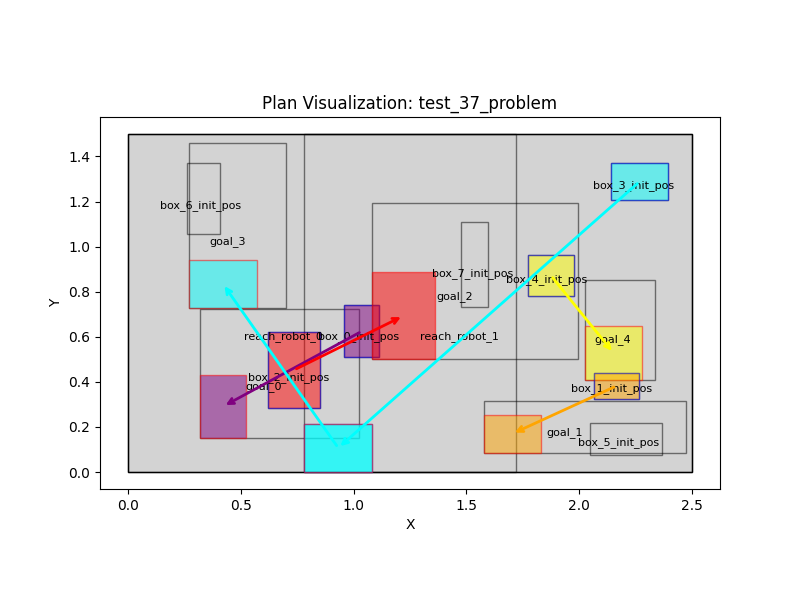 Plan Visualization: test_37_problem
Y
1.4
1.2
1.0
0.8
0.6
0.4
0.2
0.0
box_3_init_pos
box_6_init_pos
goal_3
box_7_init_pos
box_4_init_pos
goal_2
reach_robot_0
box_0_init_pos
reach_robot_1
goal_4
box_2_init_pos
goal_0
box_1_init_pos
goal_1
box_5_init_pos
0.0
0.5
1.0
1.5
2.0
2.5
X